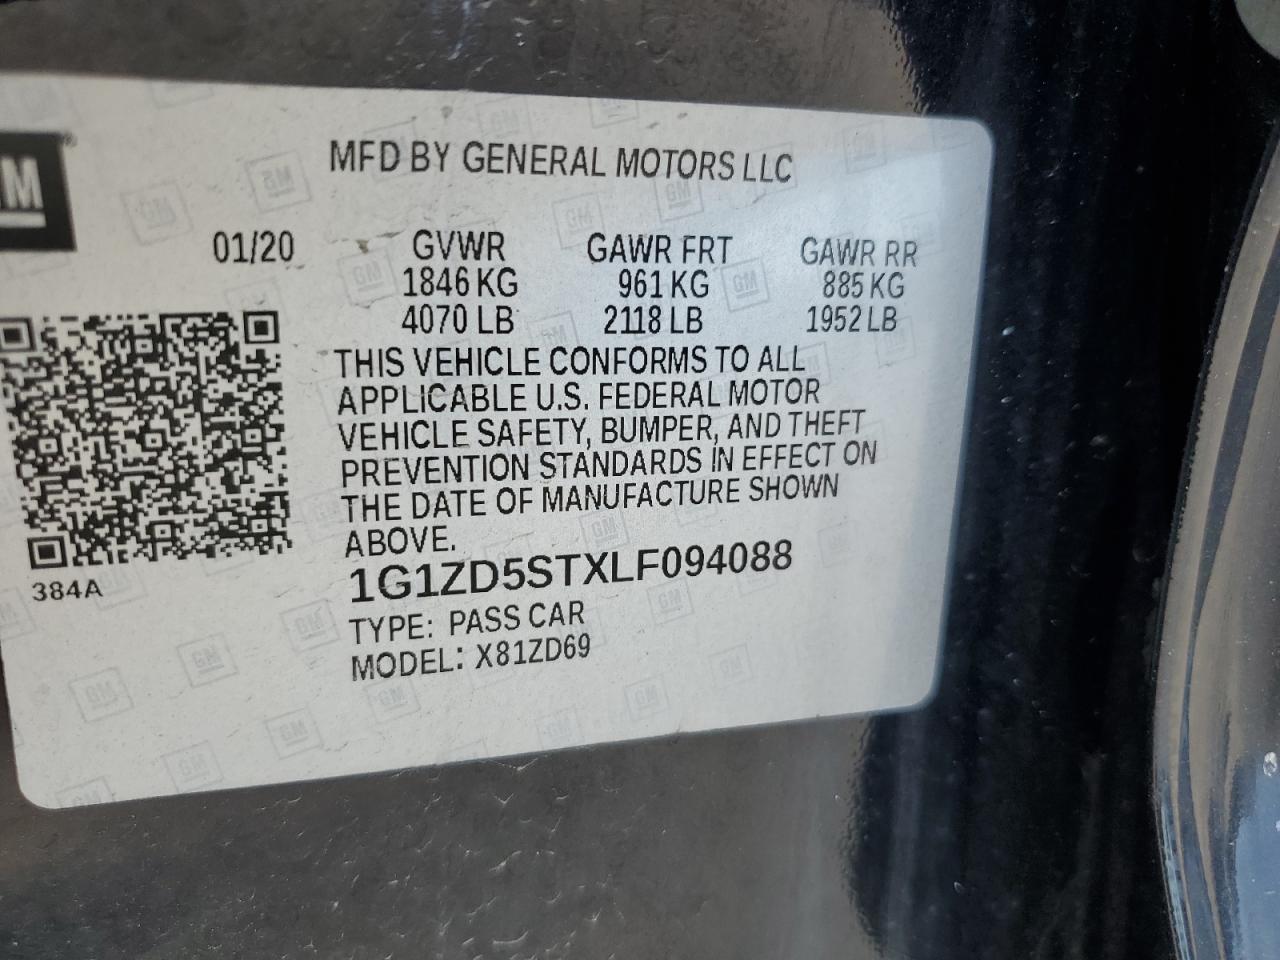 GM
MFD BY GENERAL MOTORS LLC
01/20 GVWR GAWR FRT GAWR RR
1846 KG 961 KG 885 KG
4070 LB 2118 LB 1952 LB
THIS VEHICLE CONFORMS TO ALL
APPLICABLE U.S. FEDERAL MOTOR
VEHICLE SAFETY, BUMPER, AND THEFT
PREVENTION STANDARDS IN EFFECT ON
THE DATE OF MANUFACTURE SHOWN
ABOVE.
384A
1G1ZD5STXLF094088
TYPE: PASS CAR
MODEL: X81ZD69